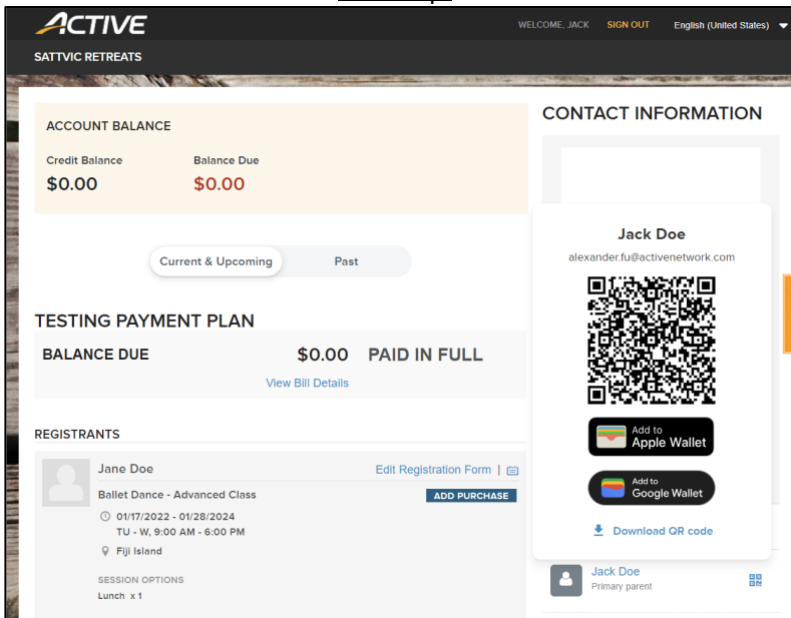 ACTIVE
WELCOME, JACK SIGN OUT English (United States)
SATTVIC RETREATS
ACCOUNT BALANCE
Credit Balance Balance Due
$0.00 $0.00
Current & Upcoming Past
TESTING PAYMENT PLAN
BALANCE DUE $0.00 PAID IN FULL
View Bill Details
REGISTRANTS
Jane Doe Edit Registration Form |
Ballet Dance - Advanced Class ADD PURCHASE
01/17/2022 - 01/28/2024
TU - W, 9:00 AM - 6:00 PM
Fiji Island
SESSION OPTIONS
Lunch x 1
CONTACT INFORMATION
Jack Doe
alexander.fu@activenetwork.com
Add to
Apple Wallet
Add to
Google Wallet
Download QR code
Jack Doe
Primary parent